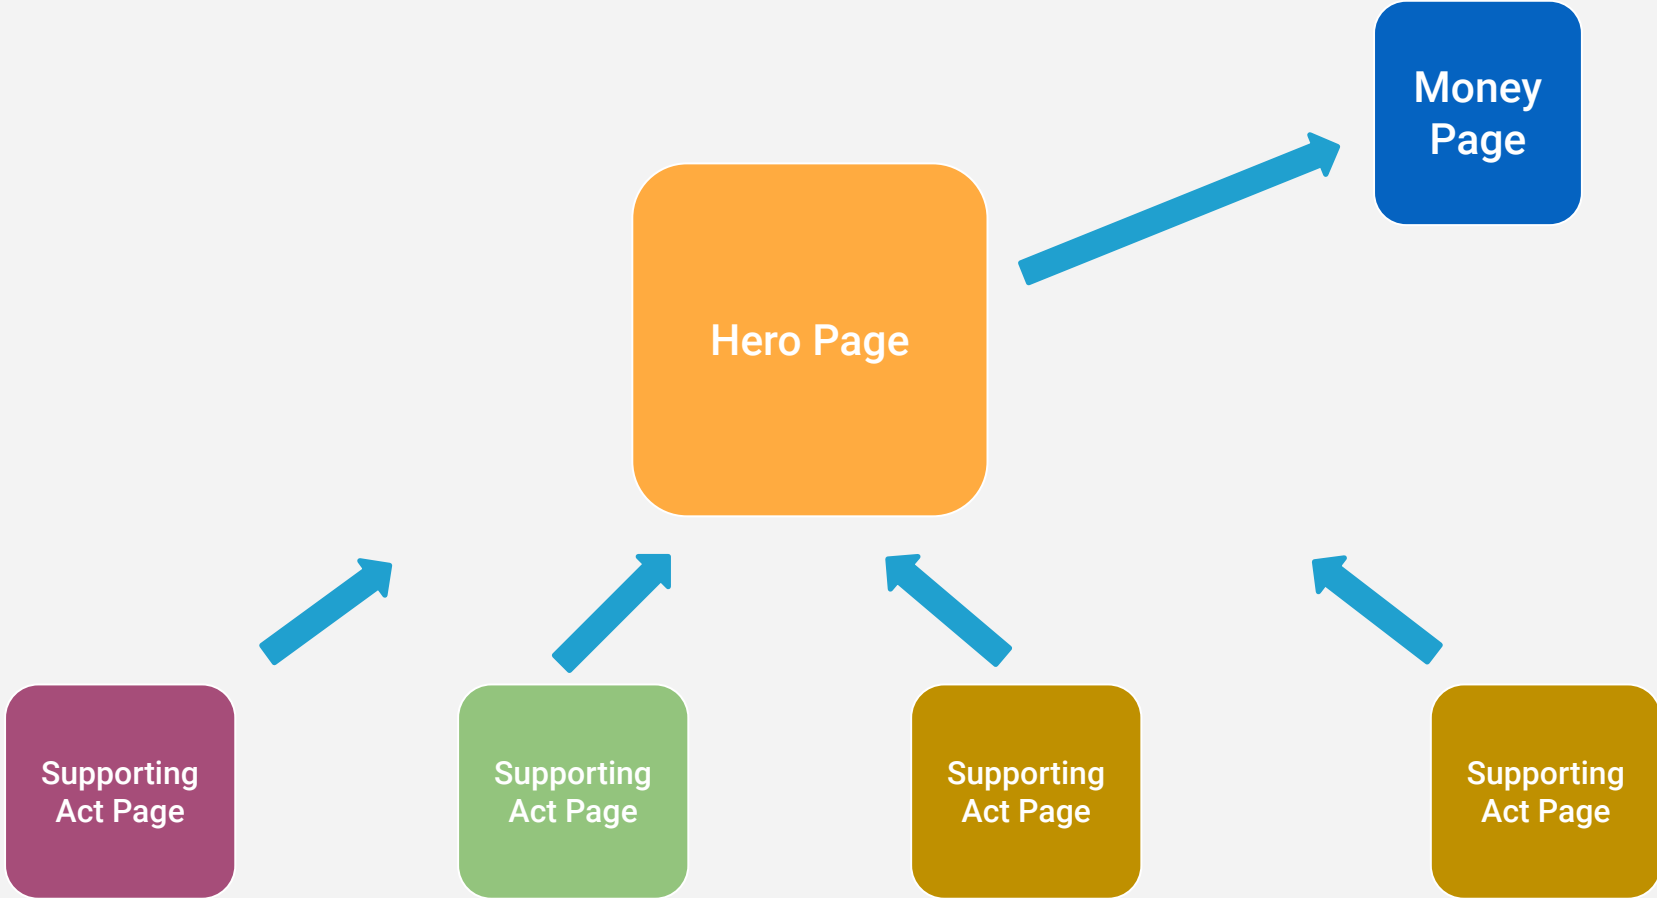 Money
Page
Hero Page
Supporting
Act Page
Supporting
Act Page
Supporting
Act Page
Supporting
Act Page